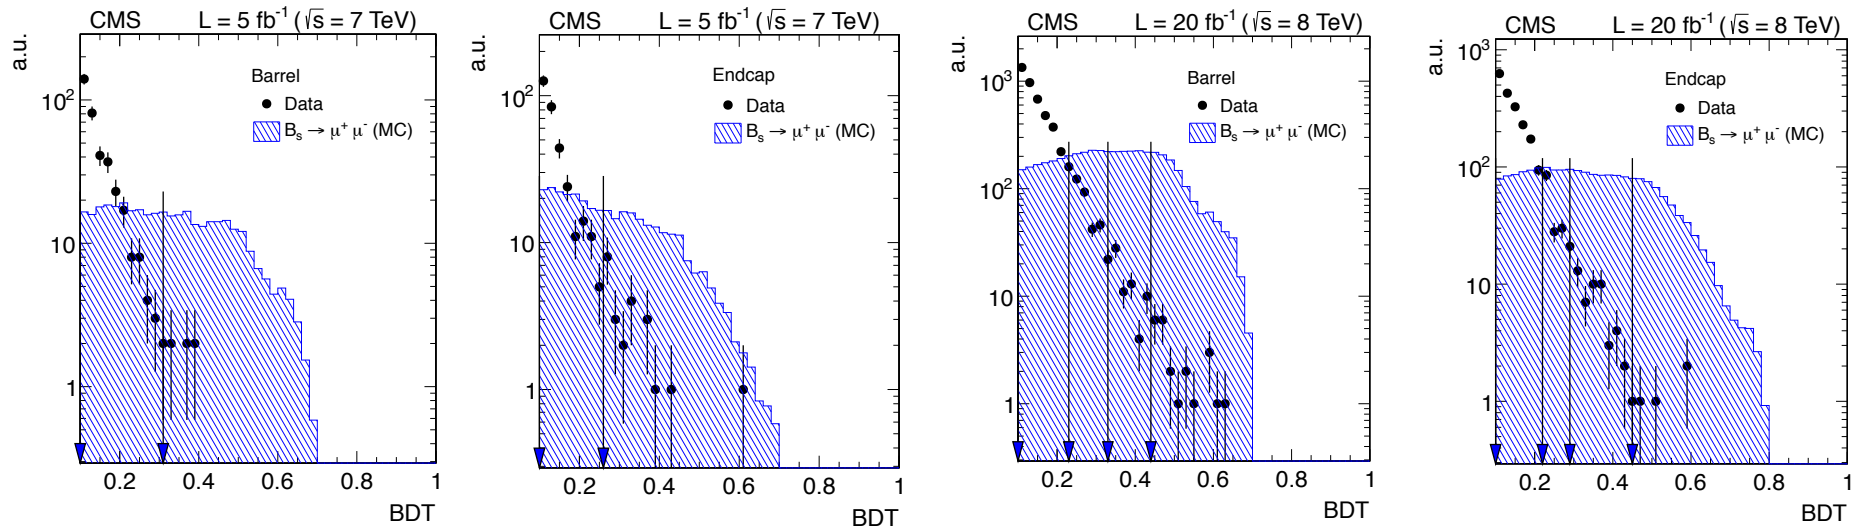 CMS L = 5 fb⁻¹ (√s = 7 TeV)
a.u.
Barrel
Data
Bₛ → μ⁺ μ⁻ (MC)
10²
10
1
0.2 0.4 0.6 0.8 1
BDT
CMS L = 5 fb⁻¹ (√s = 7 TeV)
a.u.
Endcap
Data
Bₛ → μ⁺ μ⁻ (MC)
10²
10
1
0.2 0.4 0.6 0.8 1
BDT
CMS L = 20 fb⁻¹ (√s = 8 TeV)
a.u.
Barrel
Data
Bₛ → μ⁺ μ⁻ (MC)
10³
10²
10
1
0.2 0.4 0.6 0.8 1
BDT
CMS L = 20 fb⁻¹ (√s = 8 TeV)
a.u.
Endcap
Data
Bₛ → μ⁺ μ⁻ (MC)
10³
10²
10
1
0.2 0.4 0.6 0.8 1
BDT